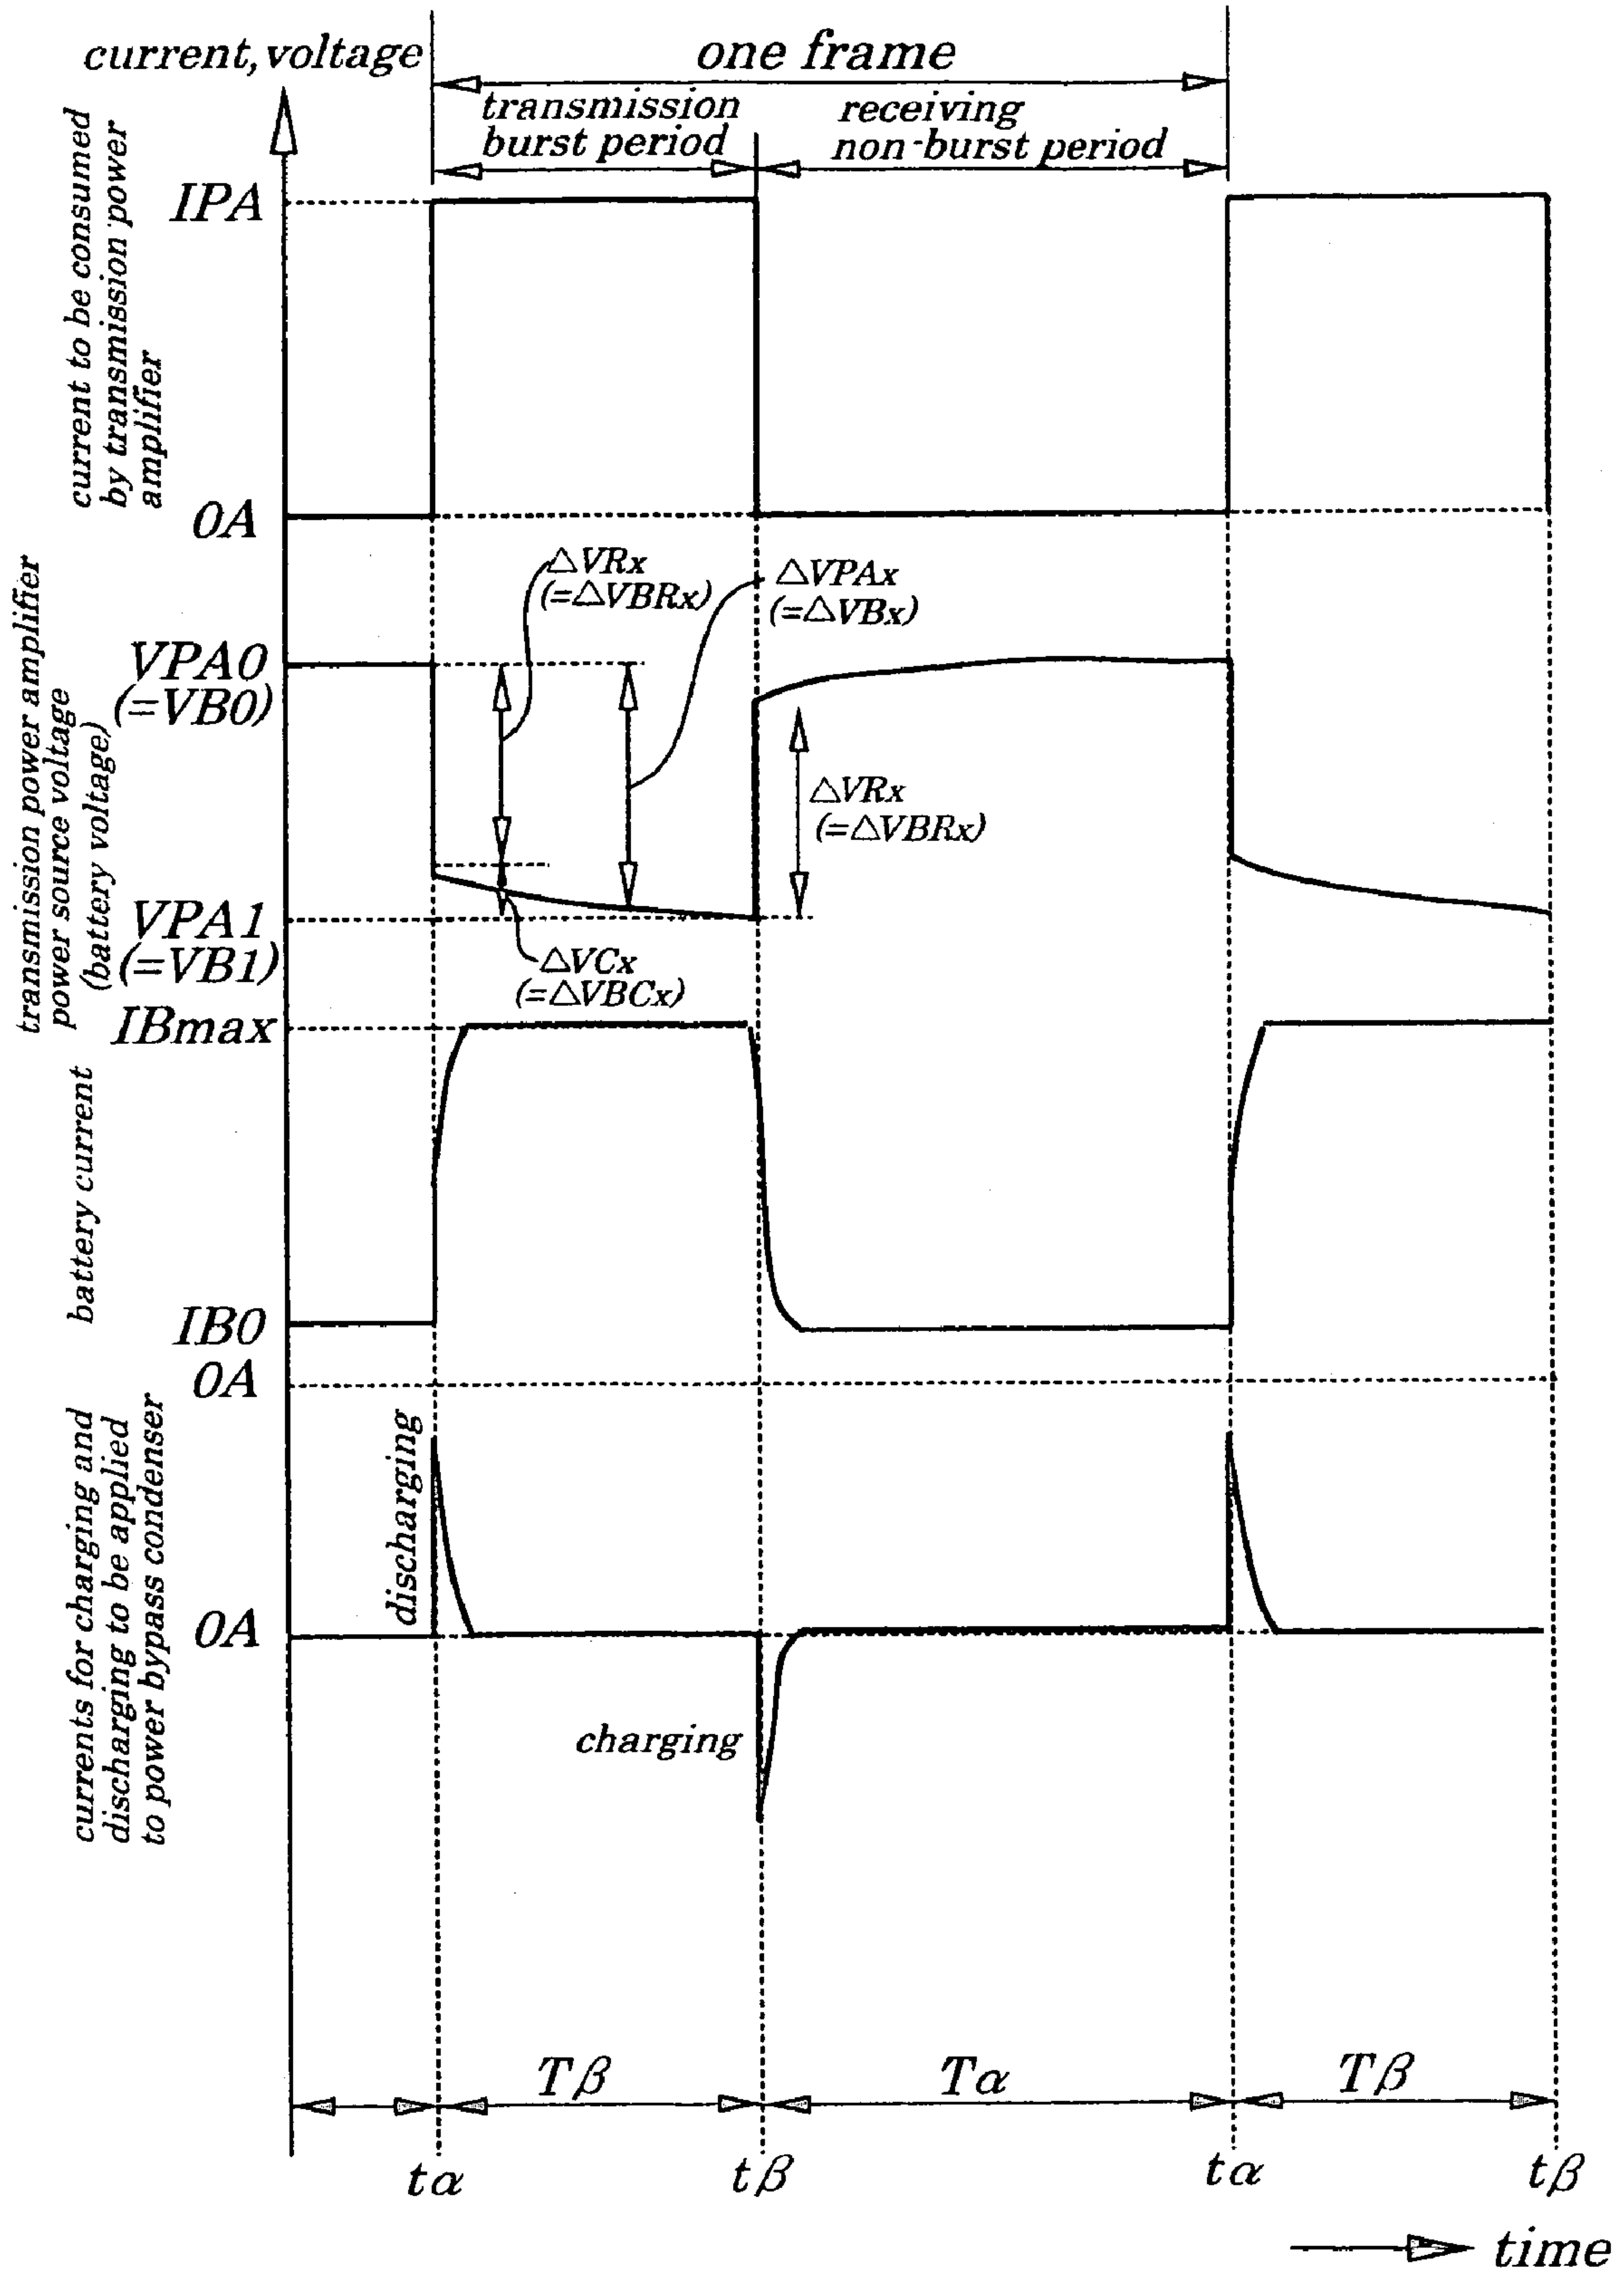 current, voltage
one frame
transmission
burst period
receiving
non-burst period
current to be consumed
by transmission power
amplifier
IPA
0A
△VRx
(=△VBRx)
△VPAx
(=△VBx)
transmission power amplifier
power source voltage
(battery voltage)
VPA0
(=VB0)
△VRx
(=△VBRx)
VPA1
(=VB1)
△VCx
(=△VBCx)
IBmax
battery current
IB0
0A
currents for charging and
discharging to be applied
to power bypass condenser
discharging
0A
charging
Tβ
Tα
Tβ
tα
tβ
tα
tβ
time